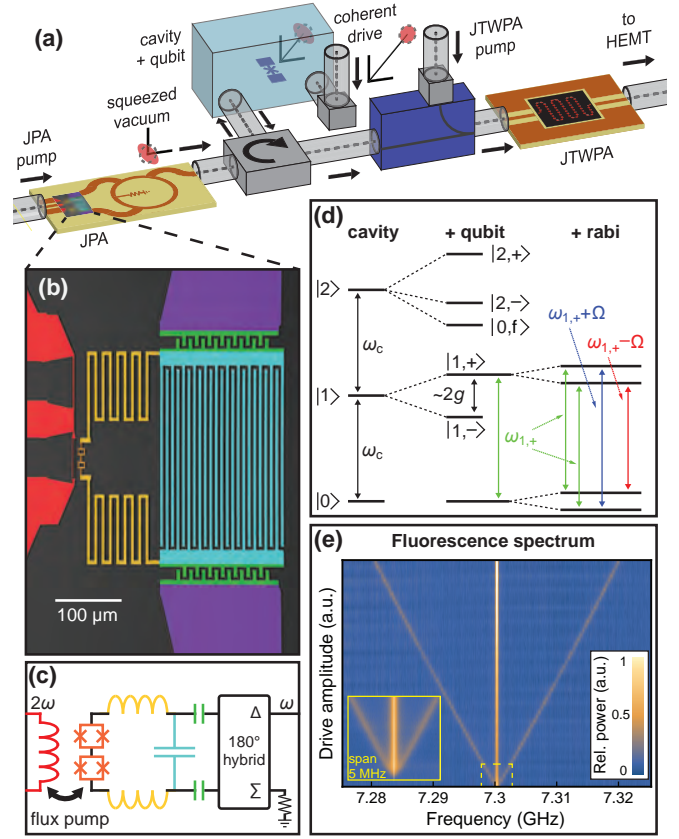 (a)
cavity
+ qubit
coherent
drive
JTWPA
pump
to
HEMT
squeezed
vacuum
JPA
pump
JPA
JTWPA
(b)
100 μm
(c)
2ω
ω
Δ
180°
hybrid
Σ
flux pump
(d)
cavity
+ qubit
+ rabi
|2,+⟩
|2⟩
|2,−⟩
|0,f⟩
ω1,++Ω
ω1,+−Ω
ωc
|1,+⟩
|1⟩
~2g
|1,−⟩
ω1,+
ω1,+
ωc
|0⟩
(e)
Fluorescence spectrum
Drive amplitude (a.u.)
span
5 MHz
Rel. power (a.u.)
1
0.5
0
7.28
7.29
7.3
7.31
7.32
Frequency (GHz)